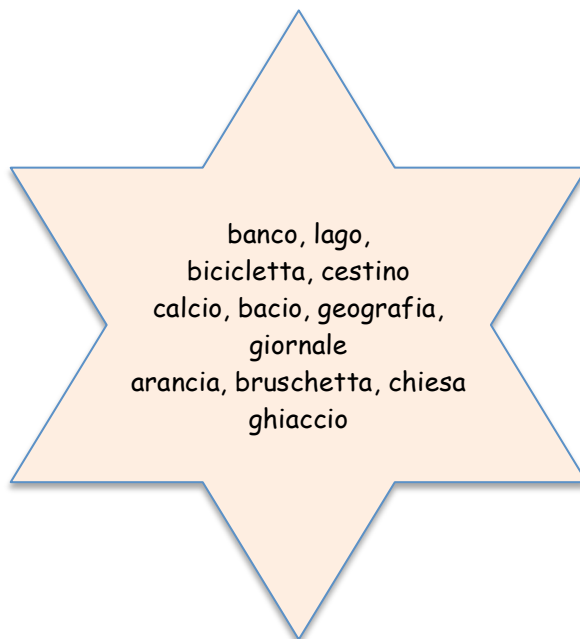 banco, lago,
bicicletta, cestino
calcio, bacio, geografia,
giornale
arancia, bruschetta, chiesa
ghiaccio